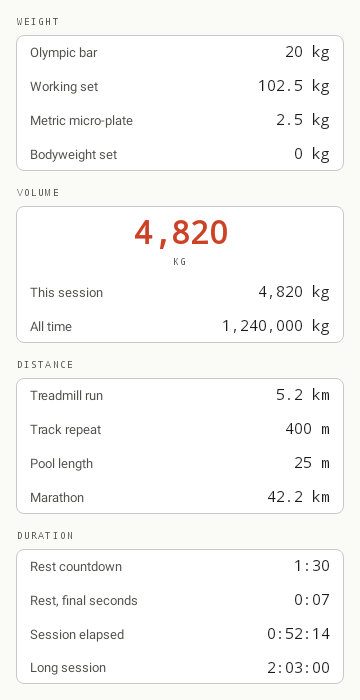 WEIGHT
Olympic bar 20 kg
Working set 102.5 kg
Metric micro-plate 2.5 kg
Bodyweight set 0 kg
VOLUME
4,820
KG
This session 4,820 kg
All time 1,240,000 kg
DISTANCE
Treadmill run 5.2 km
Track repeat 400 m
Pool length 25 m
Marathon 42.2 km
DURATION
Rest countdown 1:30
Rest, final seconds 0:07
Session elapsed 0:52:14
Long session 2:03:00